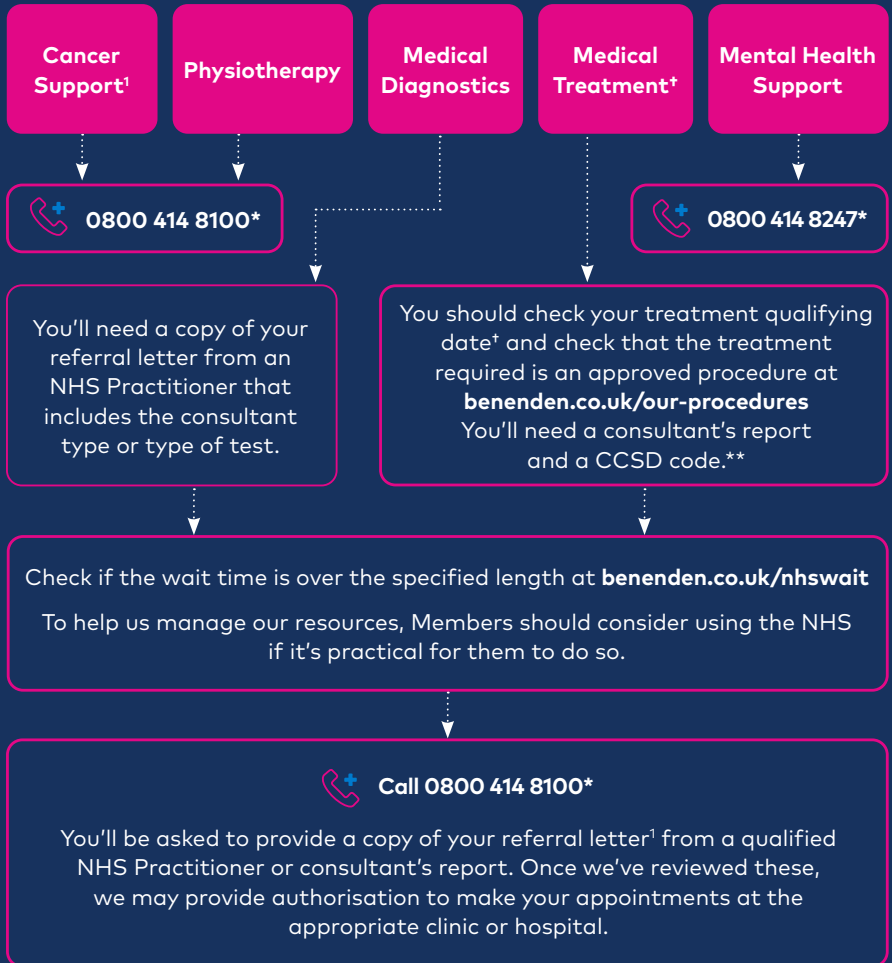 Cancer
Support¹
Physiotherapy
Medical
Diagnostics
Medical
Treatment†
Mental Health
Support
0800 414 8100*
0800 414 8247*
You'll need a copy of your
referral letter from an
NHS Practitioner that
includes the consultant
type or type of test.
You should check your treatment qualifying
date† and check that the treatment
required is an approved procedure at
benenden.co.uk/our-procedures
You'll need a consultant's report
and a CCSD code.**
Check if the wait time is over the specified length at benenden.co.uk/nhswait
To help us manage our resources, Members should consider using the NHS
if it's practical for them to do so.
Call 0800 414 8100*
You'll be asked to provide a copy of your referral letter¹ from a qualified
NHS Practitioner or consultant's report. Once we've reviewed these,
we may provide authorisation to make your appointments at the
appropriate clinic or hospital.